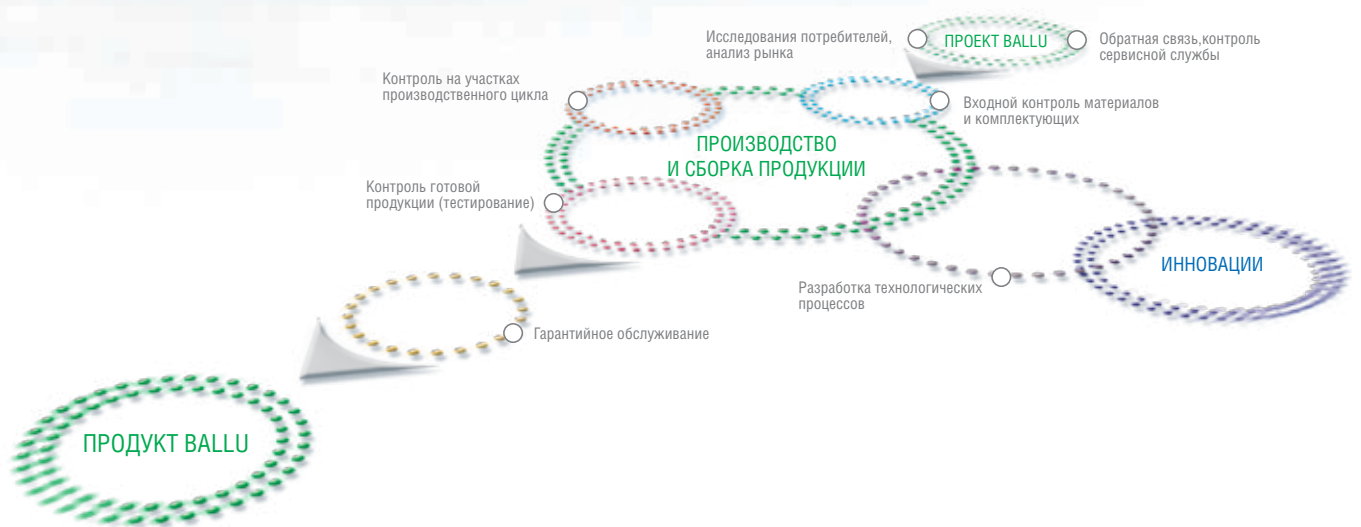 Исследования потребителей,
анализ рынка
ПРОЕКТ BALLU
Обратная связь,контроль
сервисной службы
Контроль на участках
производственного цикла
Входной контроль материалов
и комплектующих
ПРОИЗВОДСТВО
И СБОРКА ПРОДУКЦИИ
Контроль готовой
продукции (тестирование)
ИННОВАЦИИ
Разработка технологических
процессов
Гарантийное обслуживание
ПРОДУКТ BALLU